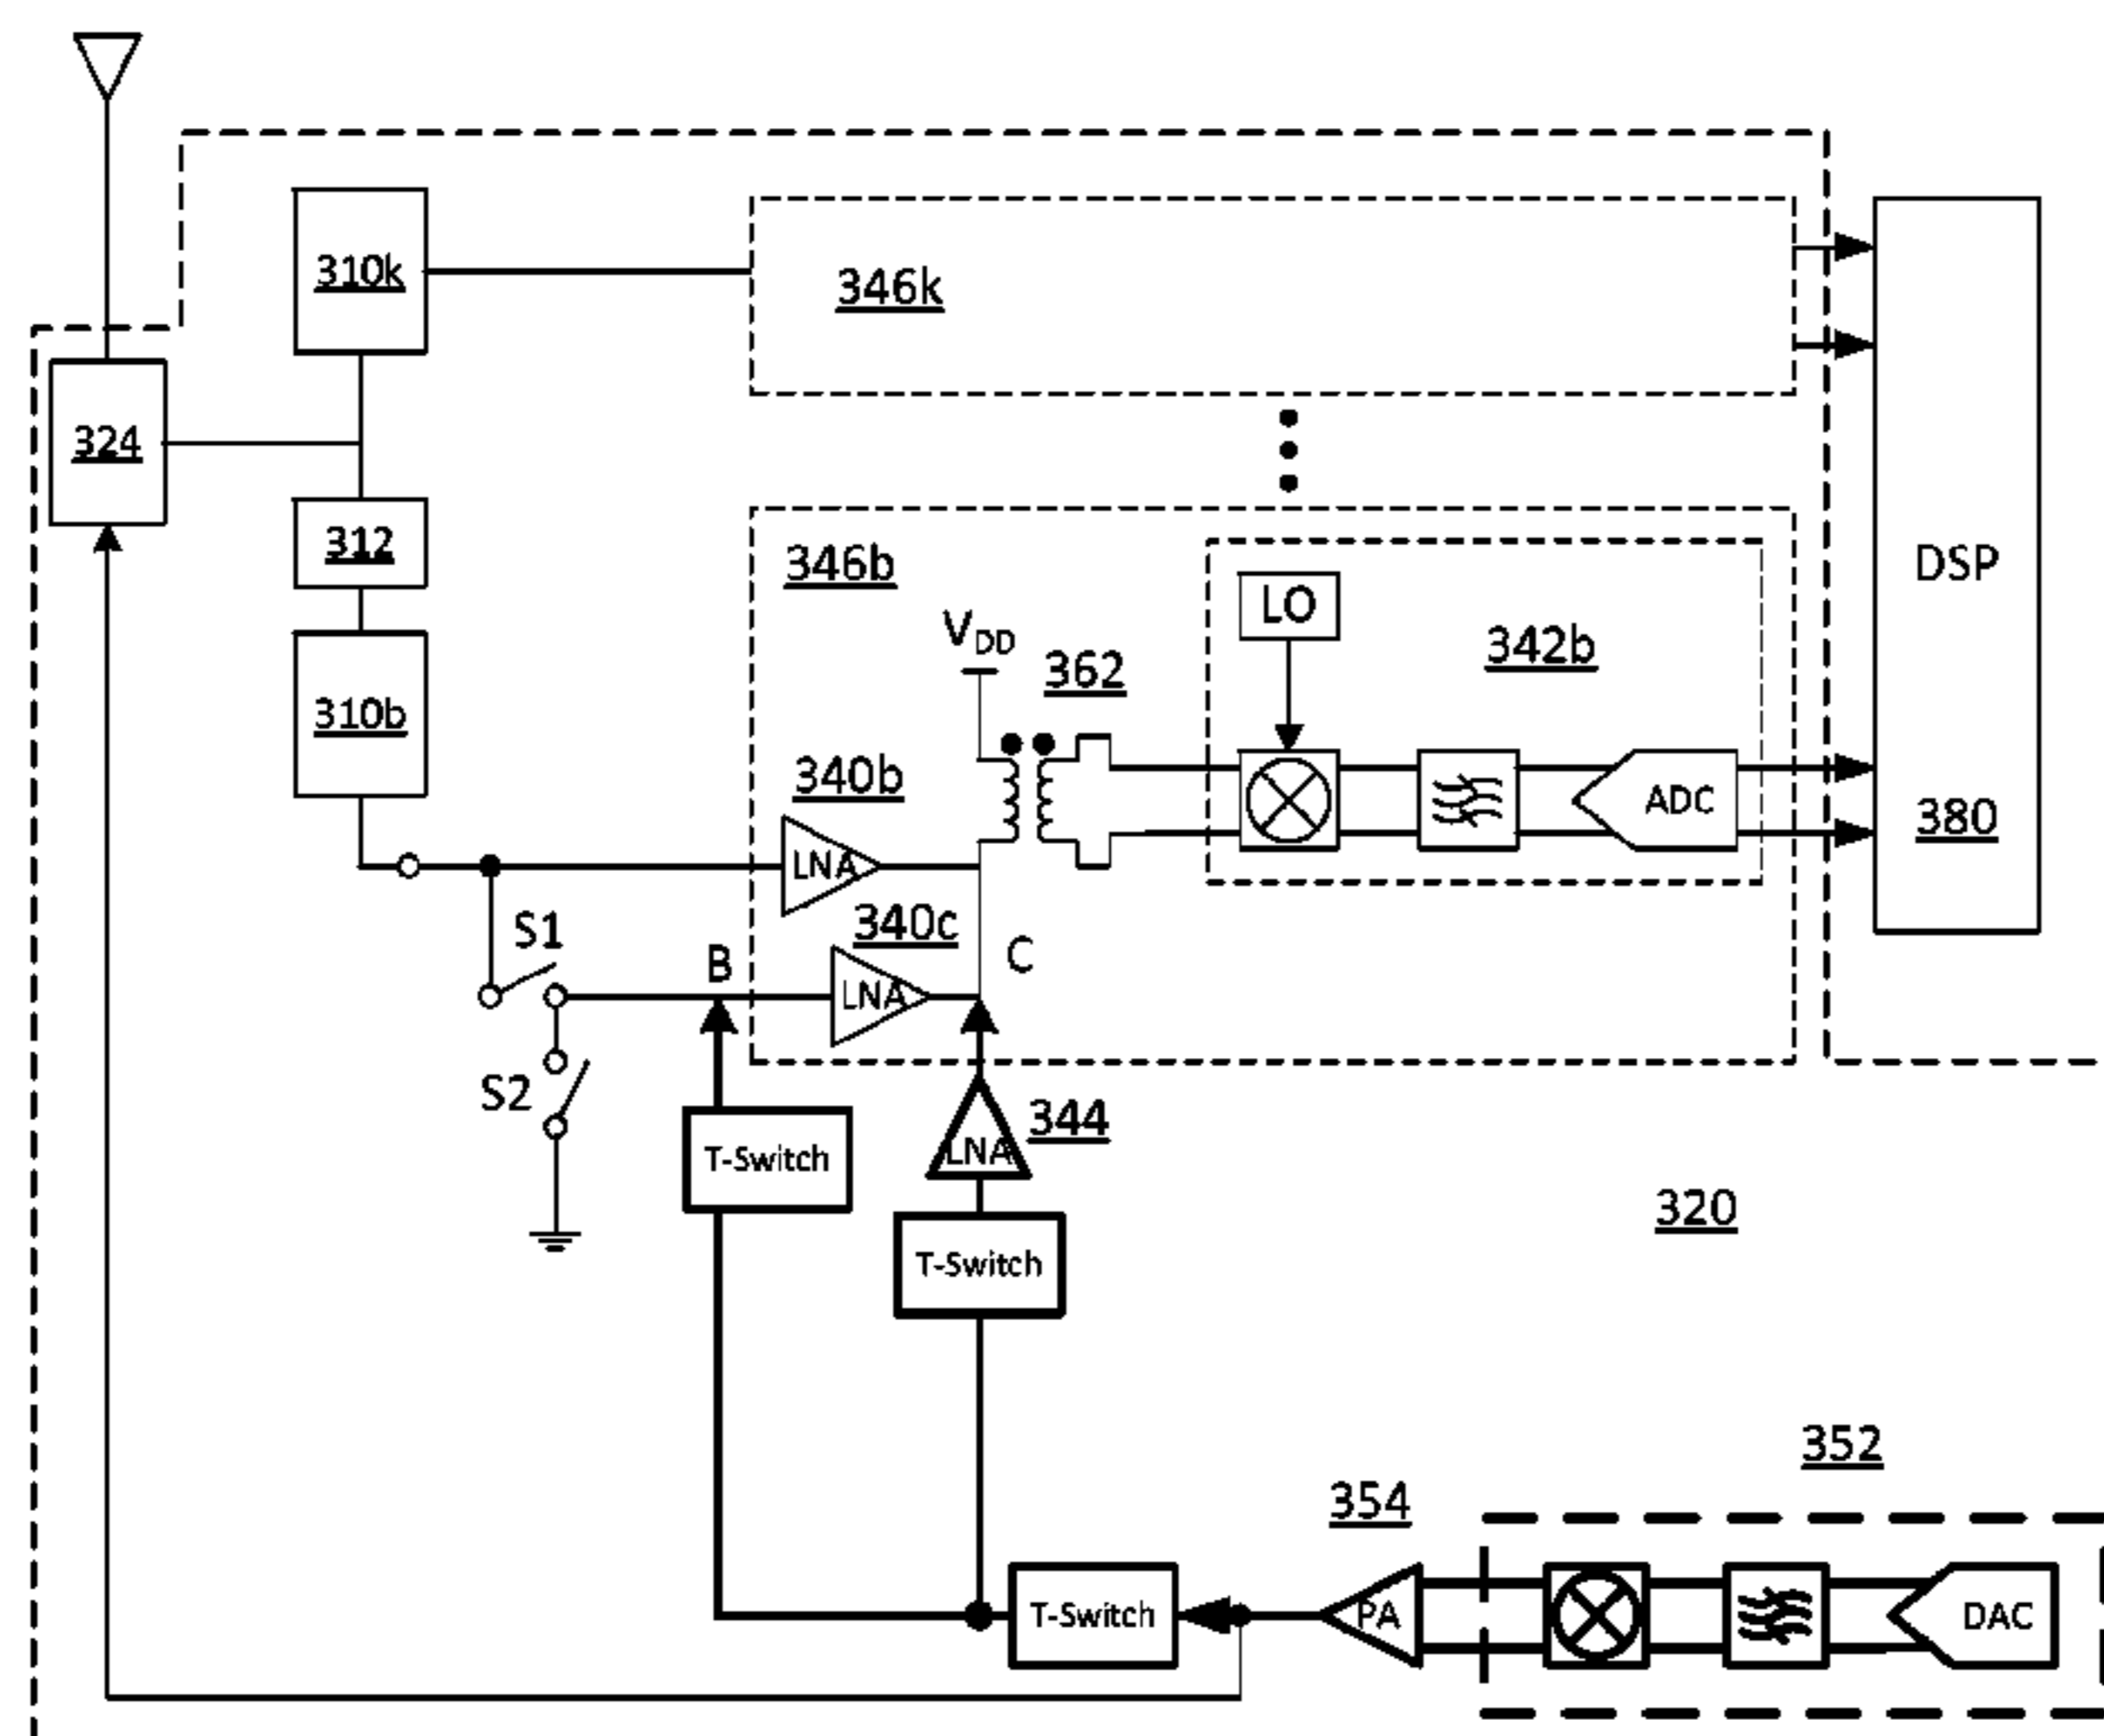 310k
346k
324
312
DSP
346b
LO
342b
V_DD
362
310b
340b
ADC
380
LNA
340c
S1
B
C
LNA
S2
344
T-Switch
LNA
320
T-Switch
352
354
T-Switch
PA
DAC